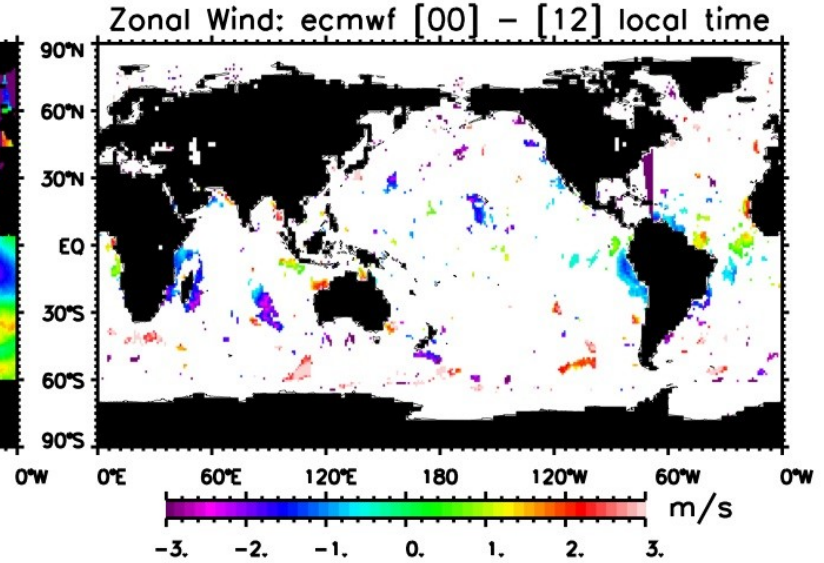 Zonal Wind: ecmwf [00] - [12] local time
90°N
60°N
30°N
EQ
30°S
60°S
90°S
0°W 0°E 60°E 120°E 180 120°W 60°W 0°W
m/s
-3. -2. -1. 0. 1. 2. 3.